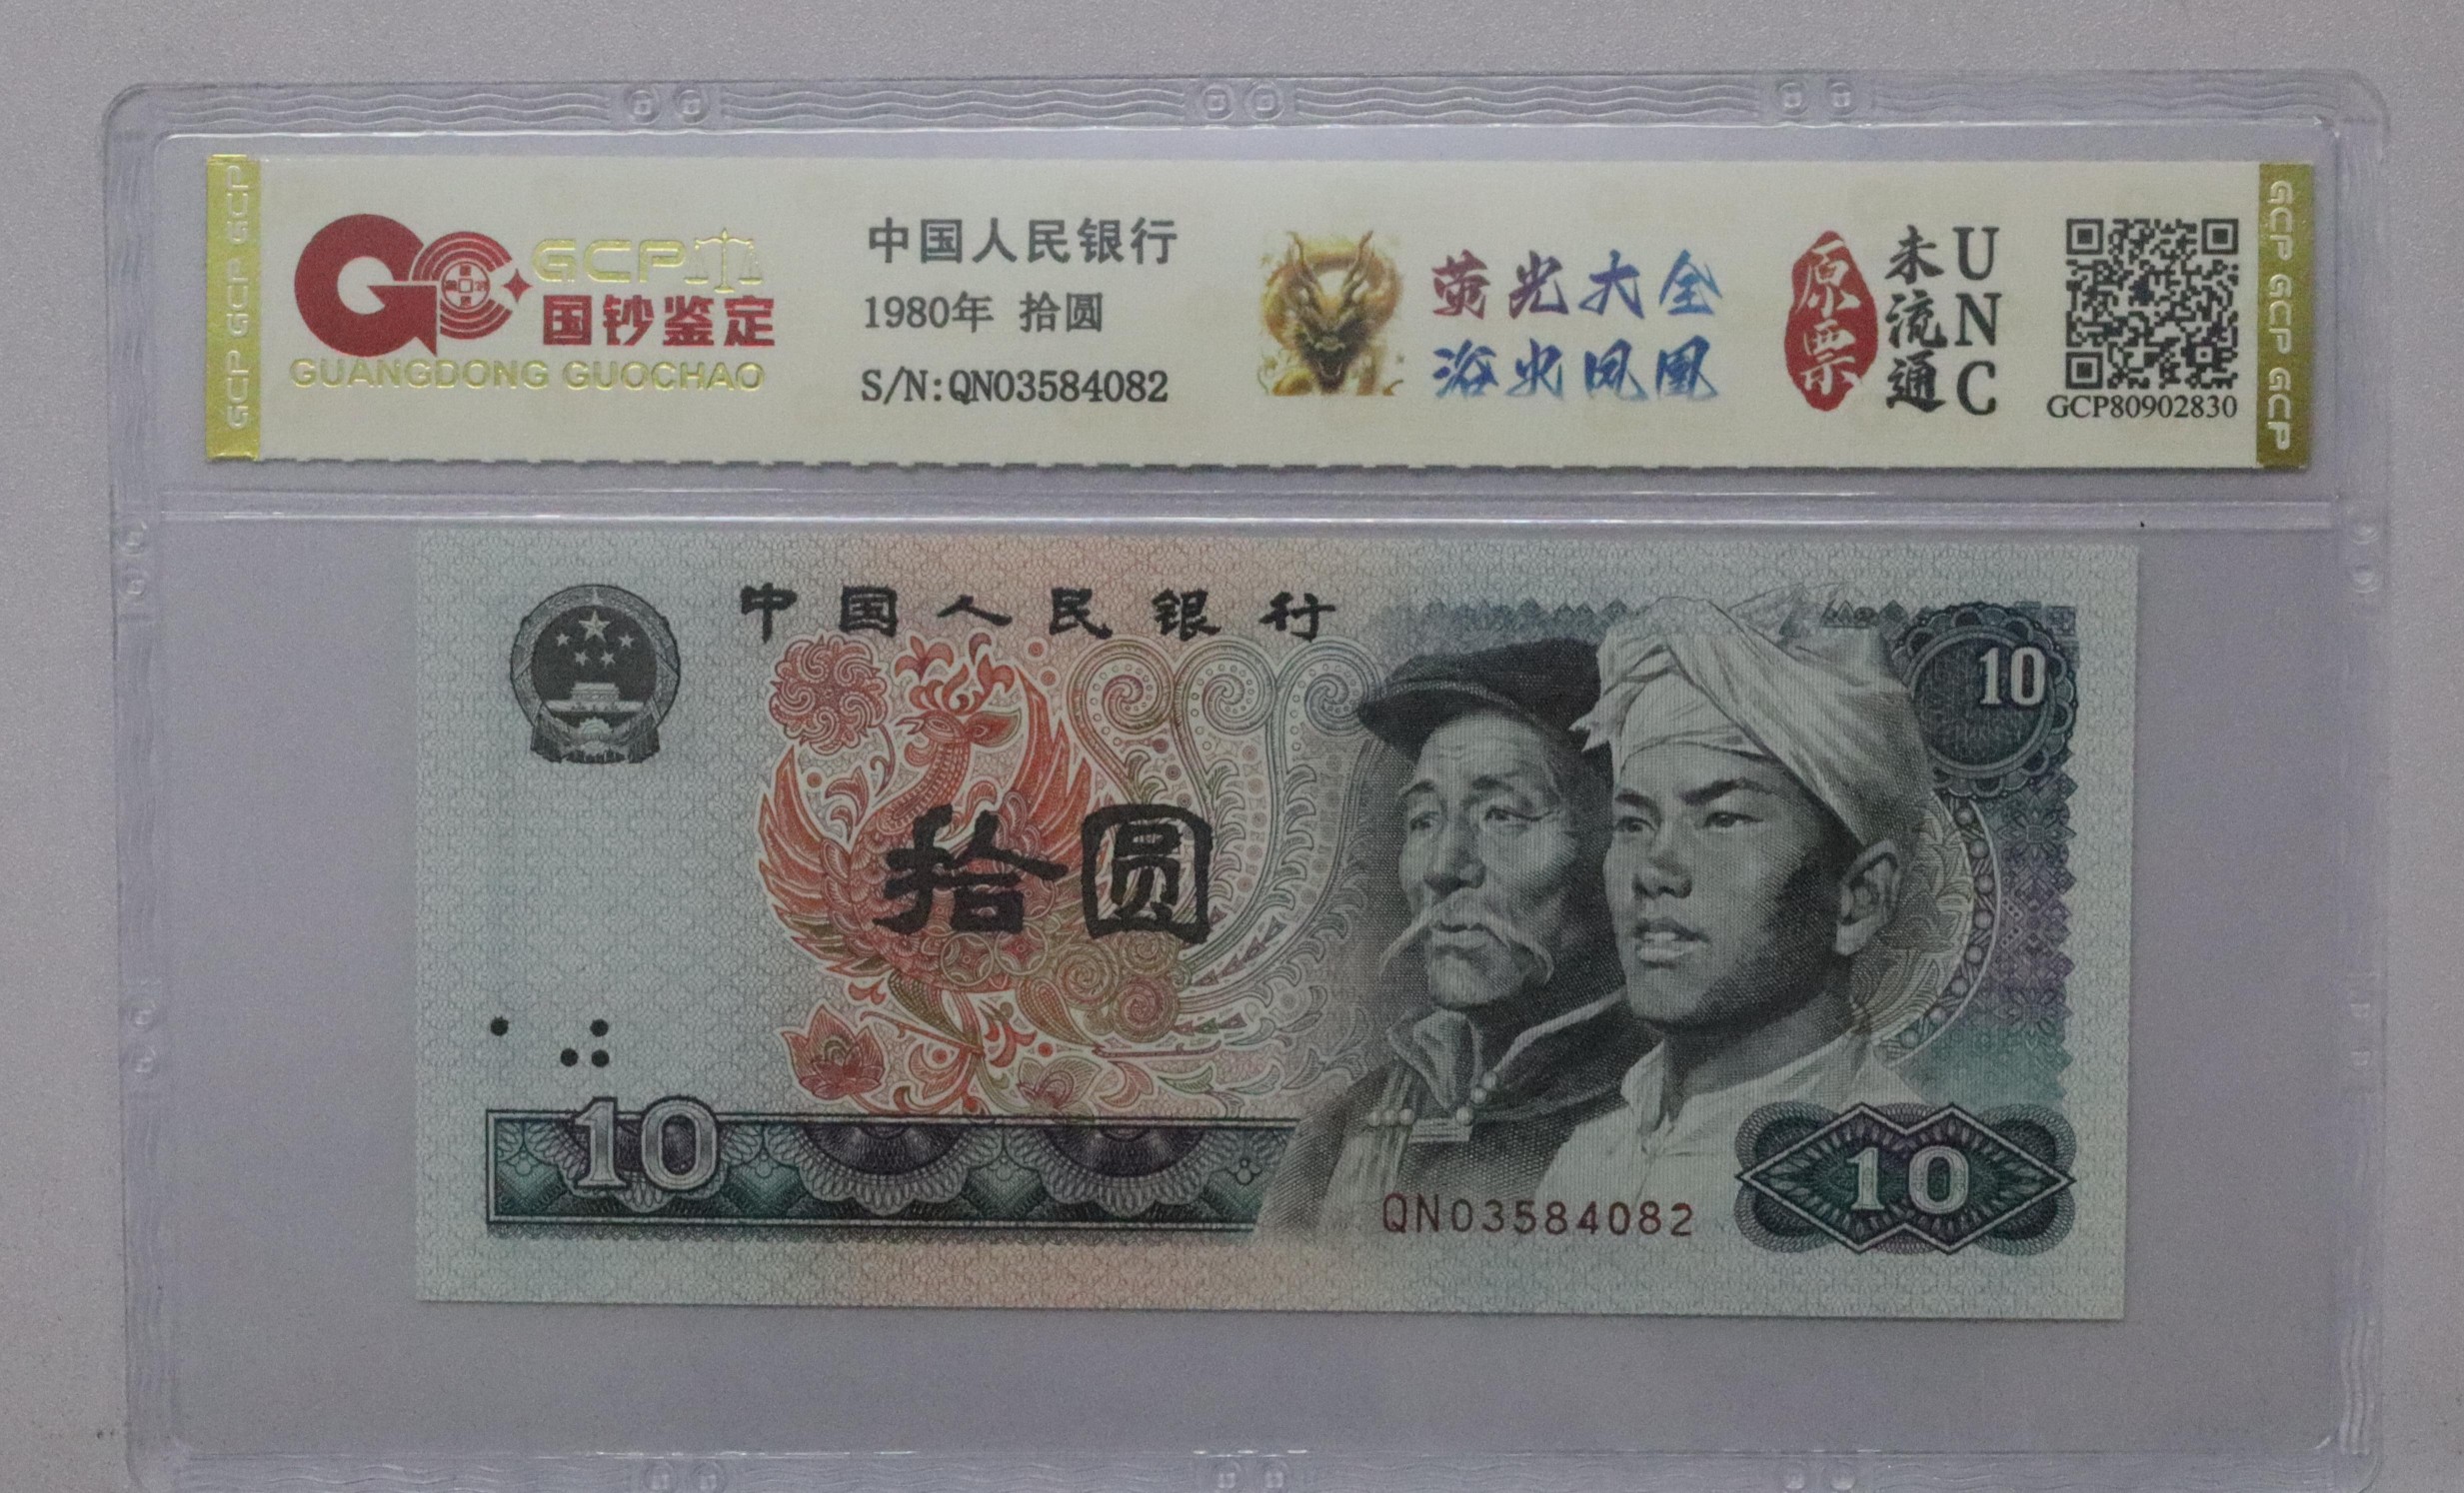 GCP GCP GCP
GCP
国钞鉴定
GUANGDONG GUOCHAO
中国人民银行
1980年 拾圆
S/N:QN03584082
荧光大全
浴火凤凰
原票
未流通
UNC
GCP80902830
GCP GCP GCP
中国人民银行
10
拾圆
10
QN03584082
10